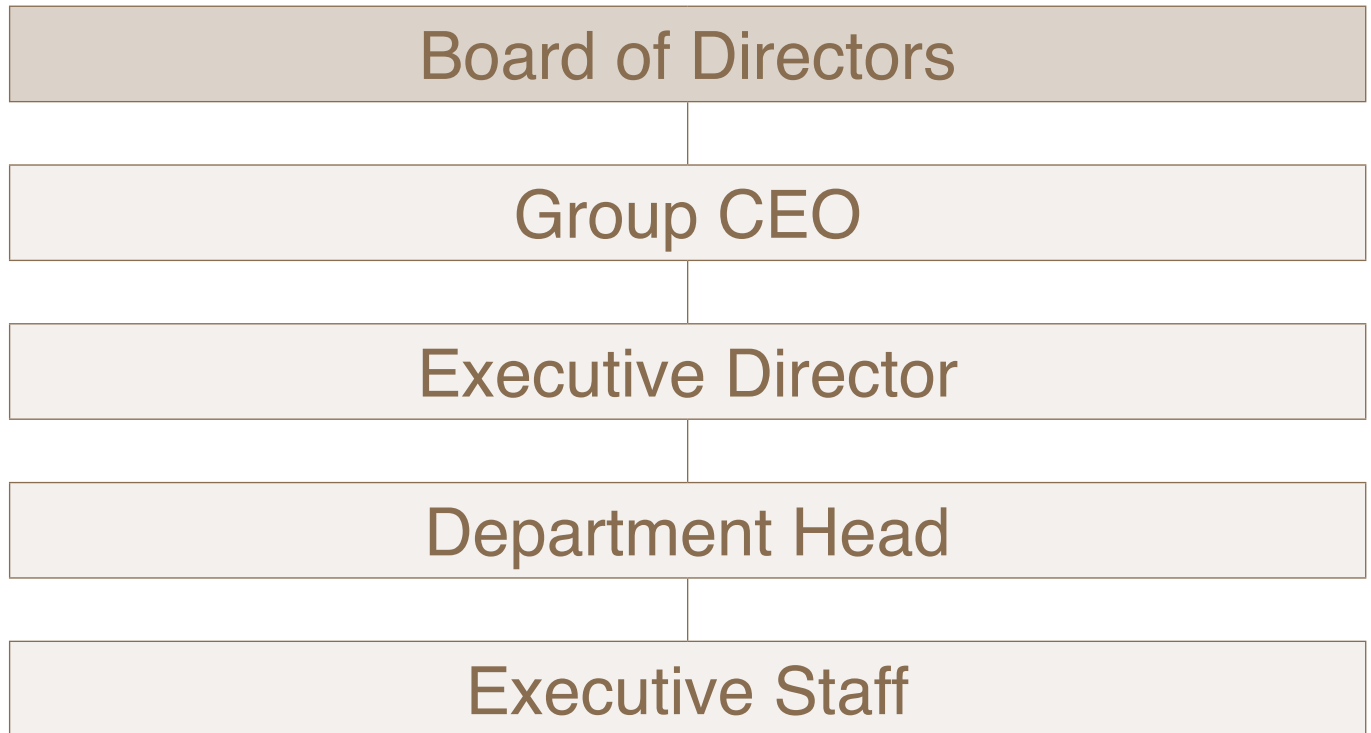 Board of Directors
Group CEO
Executive Director
Department Head
Executive Staff